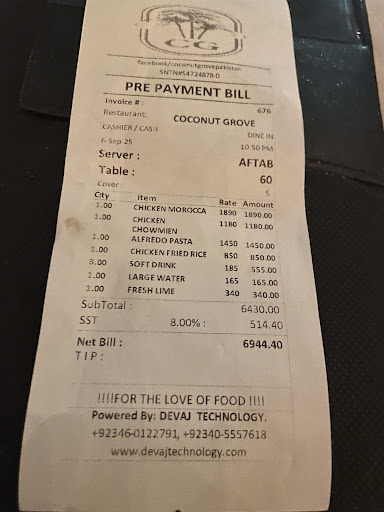 CG
facebook/coconutgrovepakistan
SNTN#S4724878-0
PRE PAYMENT BILL
Invoice # : 676
Restaurant: COCONUT GROVE
CASHIER / CASH DINE IN
6-Sep-25 10:50 PM
Server : AFTAB
Table : 60
Cover : 5
Qty Item Rate Amount
1.00 CHICKEN MOROCCA 1890 1890.00
1.00 CHICKEN 1180 1180.00
CHOWMIEN
1.00 ALFREDO PASTA 1450 1450.00
1.00 CHICKEN FRIED RICE 850 850.00
3.00 SOFT DRINK 185 555.00
1.00 LARGE WATER 165 165.00
1.00 FRESH LIME 340 340.00
SubTotal : 6430.00
SST 8.00% : 514.40
Net Bill : 6944.40
T I P :
!!!!FOR THE LOVE OF FOOD !!!!
Powered By: DEVAJ TECHNOLOGY.
+92346-0122791, +92340-5557618
www.devajtechnology.com